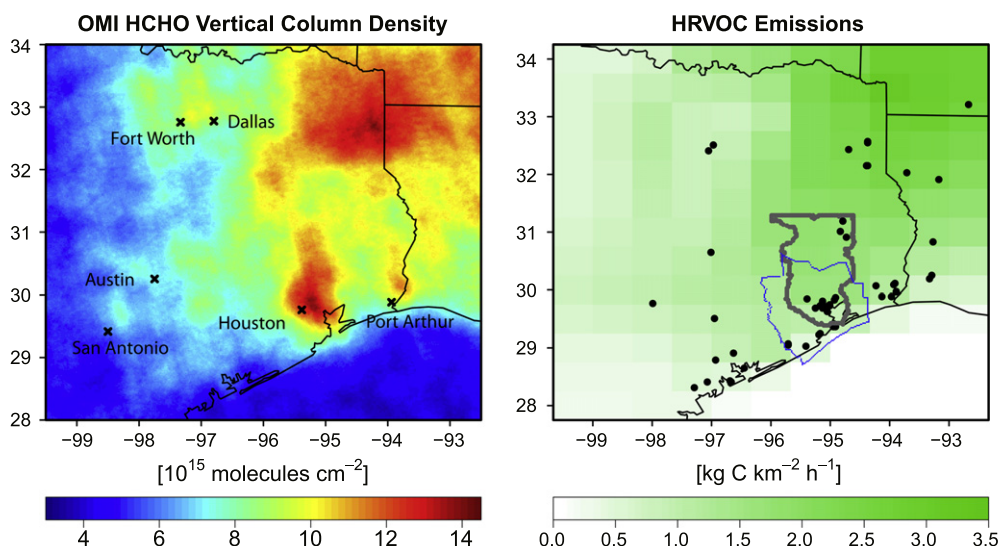 OMI HCHO Vertical Column Density
HRVOC Emissions
34
33
32
31
30
29
28
Fort Worth
Dallas
Austin
Houston
Port Arthur
San Antonio
−99 −98 −97 −96 −95 −94 −93
[10¹⁵ molecules cm⁻²]
4 6 8 10 12 14
34
33
32
31
30
29
28
−99 −98 −97 −96 −95 −94 −93
[kg C km⁻² h⁻¹]
0.0 0.5 1.0 1.5 2.0 2.5 3.0 3.5